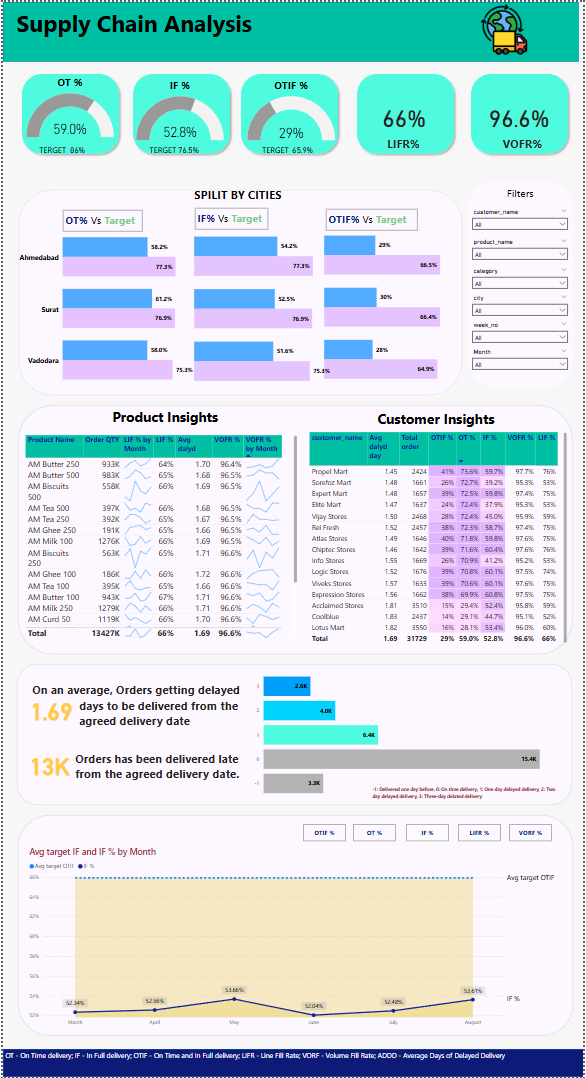 Supply Chain Analysis
OT %
IF %
OTIF %
59.0%
52.8%
29%
66%
96.6%
TERGET 86%
TERGET 76.5%
TERGET 65.9%
LIFR%
VOFR%
SPILIT BY CITIES
OT% Vs Target
IF% Vs Target
OTIF% Vs Target
Ahmedabad
58.2%
77.3%
54.2%
77.3%
29%
66.5%
Surat
61.2%
76.9%
52.5%
76.9%
30%
66.4%
Vadodara
58.0%
75.3%
51.6%
75.3%
28%
64.9%
Filters
customer_name
All
product_name
All
category
All
city
All
week_no
All
Month
All
Product Insights
Product Name Order QTY LIF % by Month LIF % Avg dalyd VOFR % VOFR % by Month
AM Butter 250 933K 64% 1.70 96.4%
AM Butter 500 983K 65% 1.68 96.5%
AM Biscuits 500 558K 66% 1.69 96.5%
AM Tea 500 397K 66% 1.68 96.5%
AM Tea 250 392K 65% 1.67 96.5%
AM Ghee 250 191K 65% 1.66 96.6%
AM Milk 100 1276K 66% 1.69 96.6%
AM Biscuits 250 563K 65% 1.71 96.6%
AM Ghee 100 186K 66% 1.72 96.6%
AM Tea 100 395K 65% 1.66 96.6%
AM Butter 100 943K 67% 1.71 96.6%
AM Milk 250 1279K 66% 1.71 96.6%
AM Curd 50 1119K 66% 1.70 96.6%
Total 13427K 66% 1.69 96.6%
Customer Insights
customer_name Avg dalyd day Total order OTIF % OT % IF % VOFR % LIF %
Propel Mart 1.45 2424 41% 73.6% 59.7% 97.7% 76%
Sorefoz Mart 1.48 1661 26% 72.7% 39.2% 95.3% 53%
Expert Mart 1.48 1657 39% 72.5% 59.8% 97.4% 75%
Elite Mart 1.47 1637 24% 72.4% 37.9% 95.3% 53%
Vijay Stores 1.50 2468 28% 72.4% 45.0% 95.9% 59%
Rel Fresh 1.52 2457 38% 72.3% 58.7% 97.4% 75%
Atlas Stores 1.49 1646 40% 71.8% 59.8% 97.6% 76%
Chiptec Stores 1.46 1642 39% 71.6% 60.4% 97.6% 76%
Info Stores 1.55 1669 26% 70.9% 41.2% 95.2% 53%
Logic Stores 1.52 1676 39% 70.8% 60.1% 97.5% 74%
Viveks Stores 1.57 1633 39% 70.6% 60.1% 97.6% 75%
Expression Stores 1.56 1662 38% 69.9% 60.8% 97.5% 75%
Acclaimed Stores 1.81 3510 15% 29.4% 52.4% 95.8% 59%
Coolblue 1.83 2437 14% 29.1% 44.7% 95.9% 59%
Lotus Mart 1.82 3550 16% 28.1% 53.4% 96.0% 60%
Total 1.69 31729 29% 59.0% 52.8% 96.6% 66%
On an average, Orders getting delayed
1.69 days to be delivered from the
agreed delivery date
13K Orders has been delivered late
from the agreed delivery date.
3 2.6K
2 4.0K
1 6.4K
0 15.4K
-1 3.3K
-1: Delivered one day before, 0: On time delivery, 1: One day delayed delivery, 2: Two
day delayed delivery, 3: Three-day delated delivery
OTIF %
OT %
IF %
LIFR %
VORF %
Avg target IF and IF % by Month
Avg target OTIF IF %
66%
64%
62%
60%
58%
56%
54%
52%
Avg target OTIF
IF %
52.34%
52.56%
53.66%
52.04%
52.48%
53.61%
March
April
May
June
July
August
OT - On Time delivery; IF - In Full delivery; OTIF - On Time and In Full delivery; LIFR - Line Fill Rate; VORF - Volume Fill Rate; ADDD - Average Days of Delayed Delivery